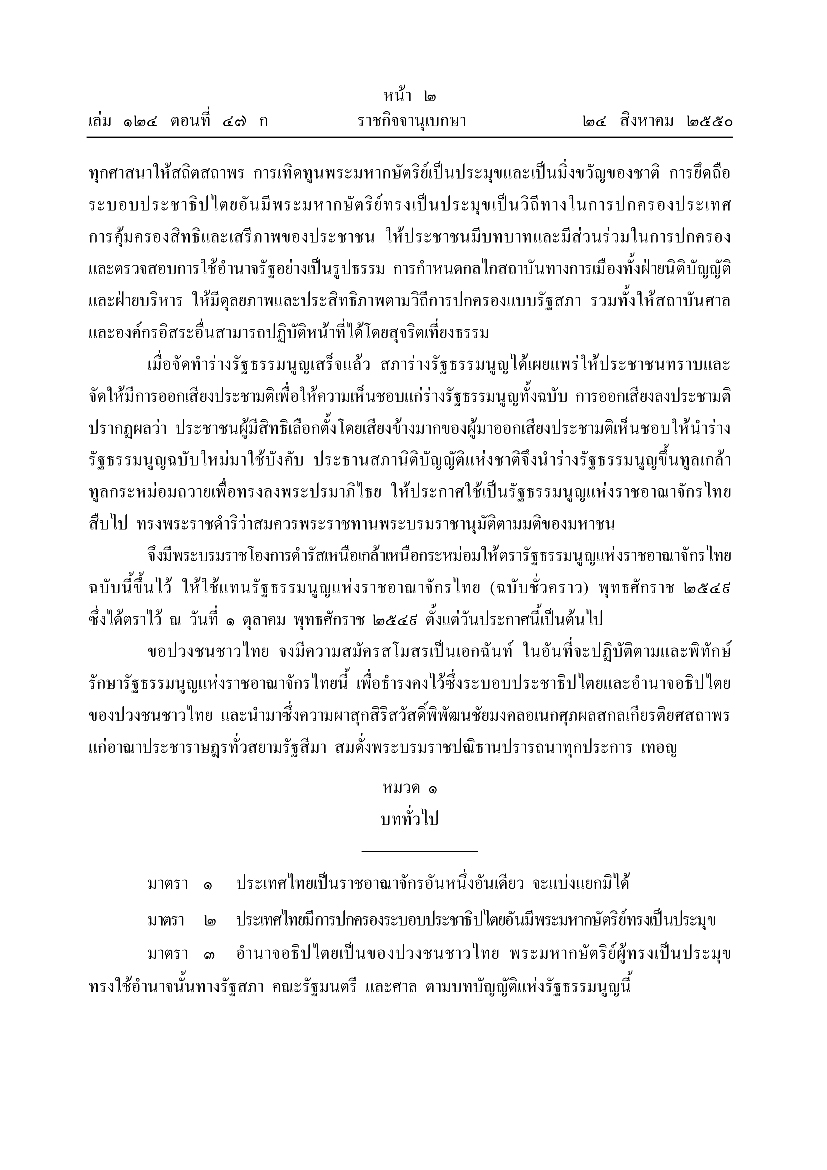 หน้า ๒
เล่ม ๑๒๔ ตอนที่ ๔๗ ก ราชกิจจานุเบกษา ๒๔ สิงหาคม ๒๕๕๐
ทุกศาสนาให้สถิตสถาพร การเทิดทูนพระมหากษัตริย์เป็นประมุขและเป็นมิ่งขวัญของชาติ การยึดถือ
ระบอบประชาธิปไตยอันมีพระมหากษัตริย์ทรงเป็นประมุขเป็นวิถีทางในการปกครองประเทศ
การคุ้มครองสิทธิและเสรีภาพของประชาชน ให้ประชาชนมีบทบาทและมีส่วนร่วมในการปกครอง
และตรวจสอบการใช้อำนาจรัฐอย่างเป็นรูปธรรม การกำหนดกลไกสถาบันทางการเมืองทั้งฝ่ายนิติบัญญัติ
และฝ่ายบริหาร ให้มีดุลยภาพและประสิทธิภาพตามวิถีการปกครองแบบรัฐสภา รวมทั้งให้สถาบันศาล
และองค์กรอิสระอื่นสามารถปฏิบัติหน้าที่ได้โดยสุจริตเที่ยงธรรม
เมื่อจัดทำร่างรัฐธรรมนูญเสร็จแล้ว สภาร่างรัฐธรรมนูญได้เผยแพร่ให้ประชาชนทราบและ
จัดให้มีการออกเสียงประชามติเพื่อให้ความเห็นชอบแก่ร่างรัฐธรรมนูญทั้งฉบับ การออกเสียงลงประชามติ
ปรากฏผลว่า ประชาชนผู้มีสิทธิเลือกตั้งโดยเสียงข้างมากของผู้มาออกเสียงประชามติเห็นชอบให้นำร่าง
รัฐธรรมนูญฉบับใหม่มาใช้บังคับ ประธานสภานิติบัญญัติแห่งชาติจึงนำร่างรัฐธรรมนูญขึ้นทูลเกล้า
ทูลกระหม่อมถวายเพื่อทรงลงพระปรมาภิไธย ให้ประกาศใช้เป็นรัฐธรรมนูญแห่งราชอาณาจักรไทย
สืบไป ทรงพระราชดำริว่าสมควรพระราชทานพระบรมราชานุมัติตามมติของมหาชน
จึงมีพระบรมราชโองการดำรัสเหนือเกล้าเหนือกระหม่อมให้ตรารัฐธรรมนูญแห่งราชอาณาจักรไทย
ฉบับนี้ขึ้นไว้ ให้ใช้แทนรัฐธรรมนูญแห่งราชอาณาจักรไทย (ฉบับชั่วคราว) พุทธศักราช ๒๕๔๙
ซึ่งได้ตราไว้ ณ วันที่ ๑ ตุลาคม พุทธศักราช ๒๕๔๙ ตั้งแต่วันประกาศนี้เป็นต้นไป
ขอปวงชนชาวไทย จงมีความสมัครสโมสรเป็นเอกฉันท์ ในอันที่จะปฏิบัติตามและพิทักษ์
รักษารัฐธรรมนูญแห่งราชอาณาจักรไทยนี้ เพื่อธำรงคงไว้ซึ่งระบอบประชาธิปไตยและอำนาจอธิปไตย
ของปวงชนชาวไทย และนำมาซึ่งความผาสุกสิริสวัสดิ์พิพัฒนชัยมงคลอเนกศุภผลสกลเกียรติยศสถาพร
แก่อาณาประชาราษฎรทั่วสยามรัฐสีมา สมดั่งพระบรมราชปณิธานปรารถนาทุกประการ เทอญ
หมวด ๑
บททั่วไป
มาตรา ๑ ประเทศไทยเป็นราชอาณาจักรอันหนึ่งอันเดียว จะแบ่งแยกมิได้
มาตรา ๒ ประเทศไทยมีการปกครองระบอบประชาธิปไตยอันมีพระมหากษัตริย์ทรงเป็นประมุข
มาตรา ๓ อำนาจอธิปไตยเป็นของปวงชนชาวไทย พระมหากษัตริย์ผู้ทรงเป็นประมุข
ทรงใช้อำนาจนั้นทางรัฐสภา คณะรัฐมนตรี และศาล ตามบทบัญญัติแห่งรัฐธรรมนูญนี้